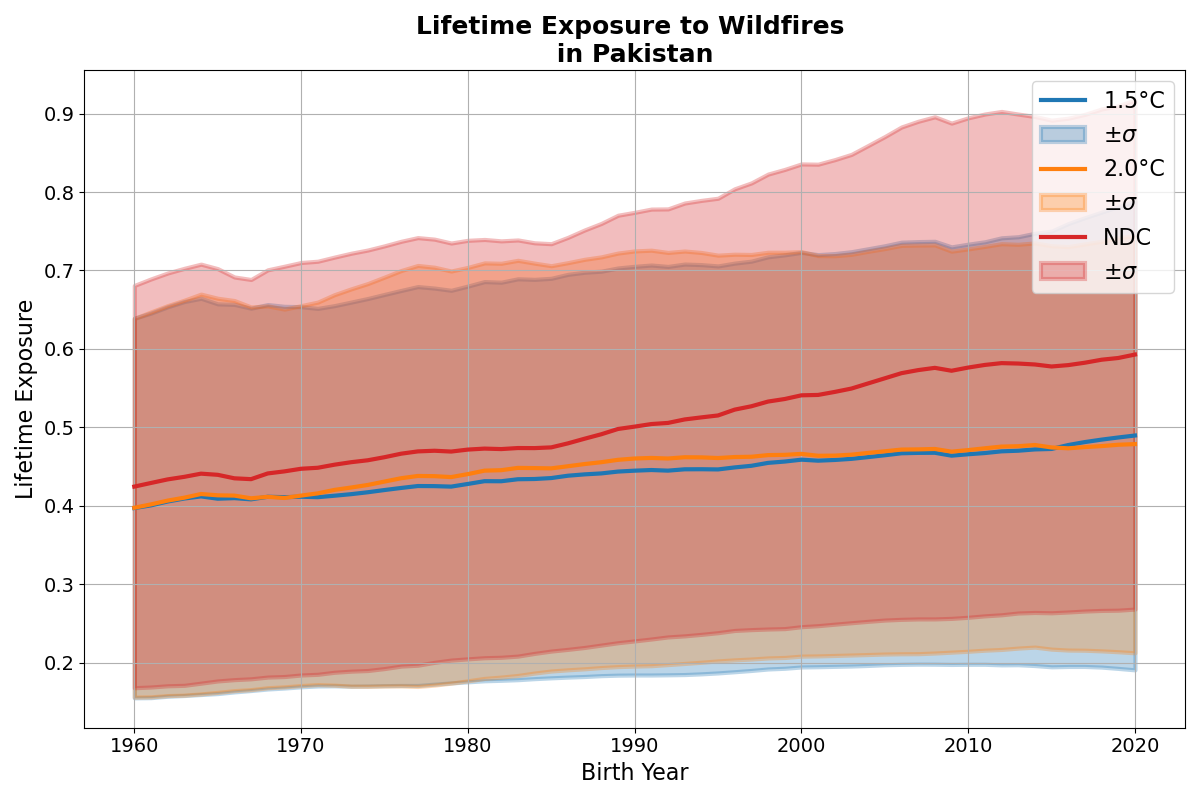 Lifetime Exposure to Wildfires
in Pakistan
Lifetime Exposure
0.9
0.8
0.7
0.6
0.5
0.4
0.3
0.2
1.5°C
±σ
2.0°C
±σ
NDC
±σ
1960
1970
1980
1990
2000
2010
2020
Birth Year